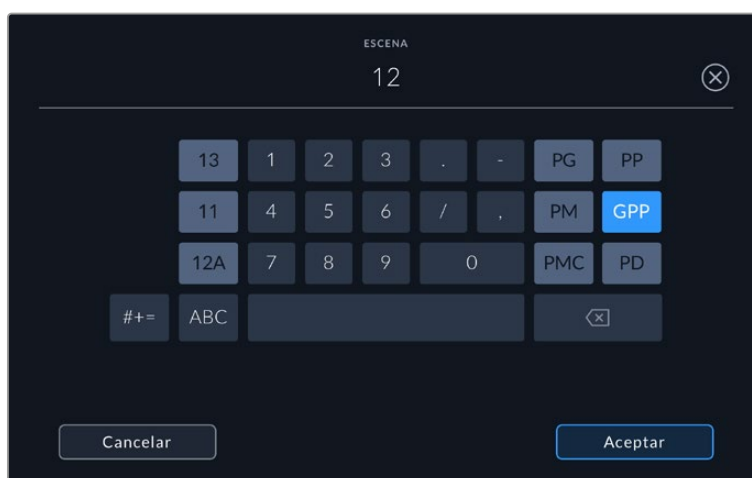 ESCENA
12
13 1 2 3 . - PG PP
11 4 5 6 / , PM GPP
12A 7 8 9 0 PMC PD
#+= ABC
Cancelar Aceptar